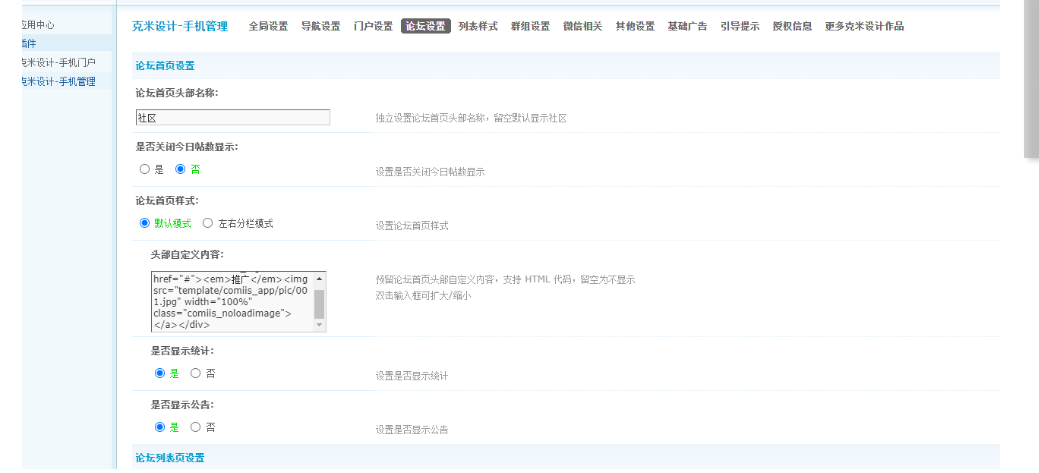 应用中心
插件
克米设计-手机门户
克米设计-手机管理
克米设计-手机管理 全局设置 导航设置 门户设置 论坛设置 列表样式 群组设置 微信相关 其他设置 基础广告 引导提示 授权信息 更多克米设计作品
论坛首页设置
论坛首页头部名称:
社区 独立设置论坛首页头部名称，留空默认显示社区
是否关闭今日帖数显示:
是 否 设置是否关闭今日帖数显示
论坛首页样式:
默认模式 左右分栏模式 设置论坛首页样式
头部自定义内容:
href="#"><em>推广</em><img
src="template/comiis_app/pic/00
1.jpg" width="100%"
class="comiis_noloadimage">
</a></div>
预留论坛首页头部自定义内容，支持 HTML 代码，留空为不显示
双击输入框可扩大/缩小
是否显示统计:
是 否 设置是否显示统计
是否显示公告:
是 否 设置是否显示公告
论坛列表页设置